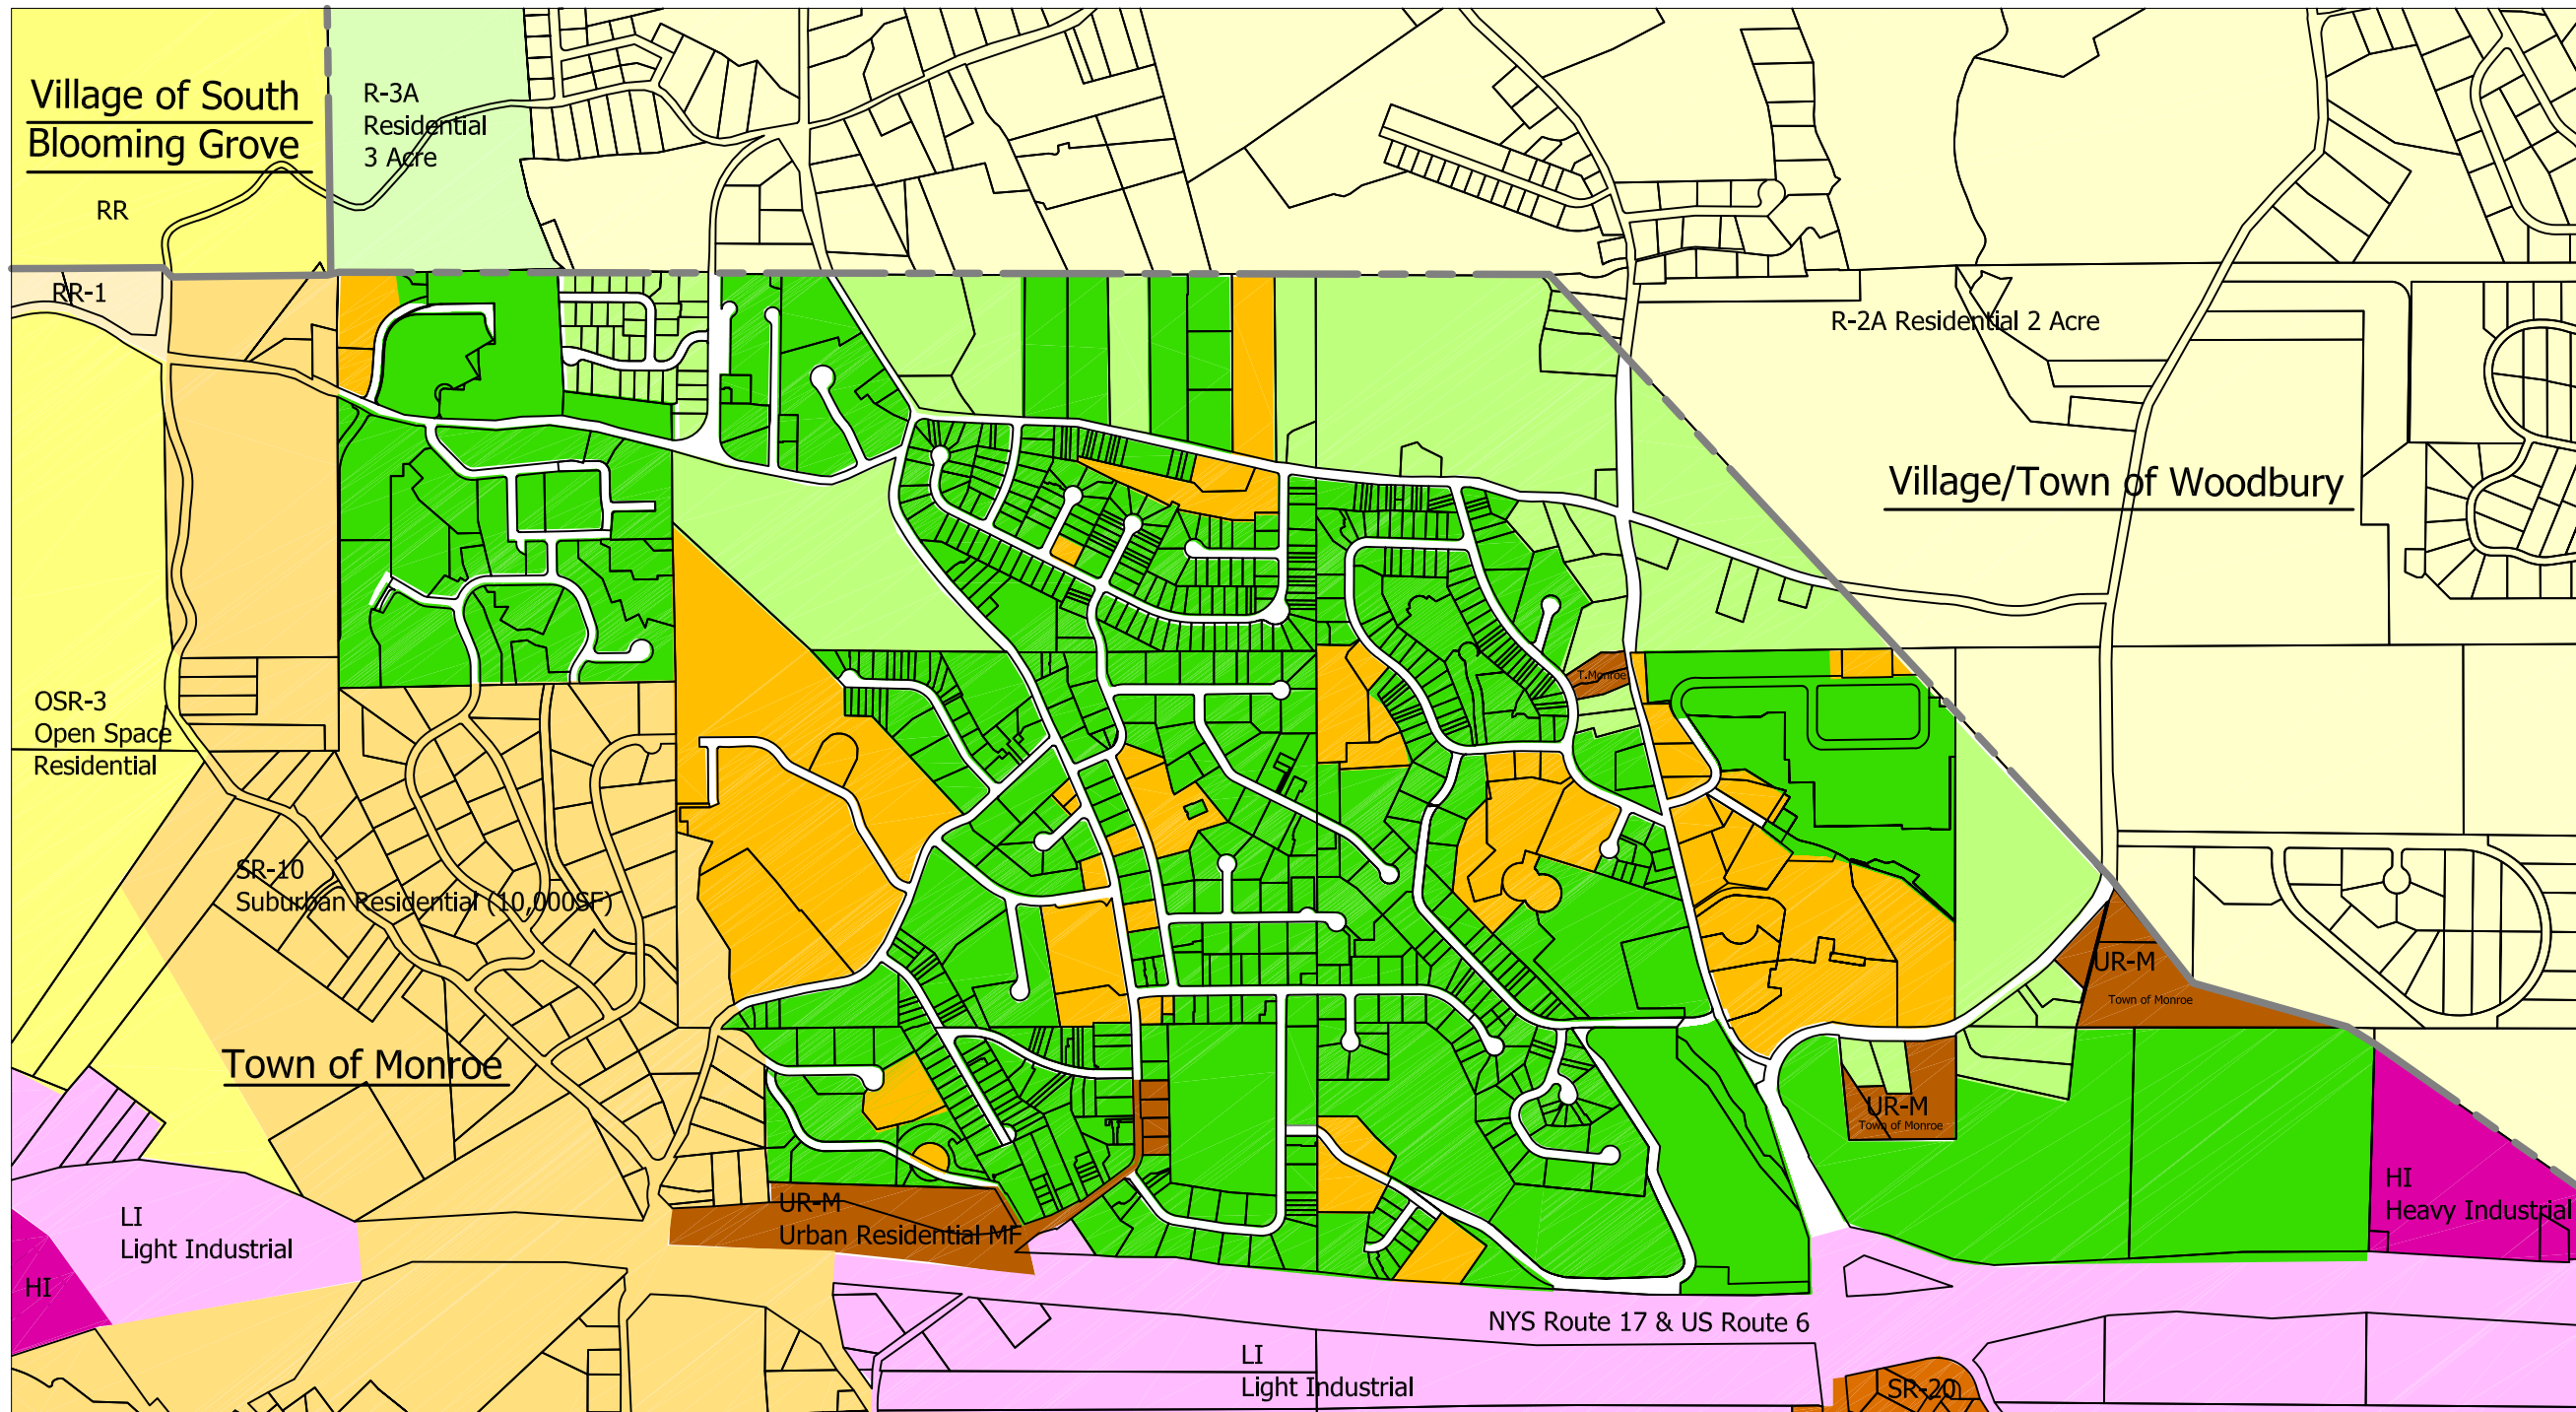 Village of South
Blooming Grove
RR
R-3A
Residential
3 Acre
RR-1
R-2A Residential 2 Acre
Village/Town of Woodbury
OSR-3
Open Space
Residential
T.Monroe
SR-10
Suburban Residential (10,000SF)
UR-M
Town of Monroe
Town of Monroe
UR-M
Town of Monroe
HI
Heavy Industrial
LI
Light Industrial
UR-M
Urban Residential MF
HI
NYS Route 17 & US Route 6
LI
Light Industrial
SR-20